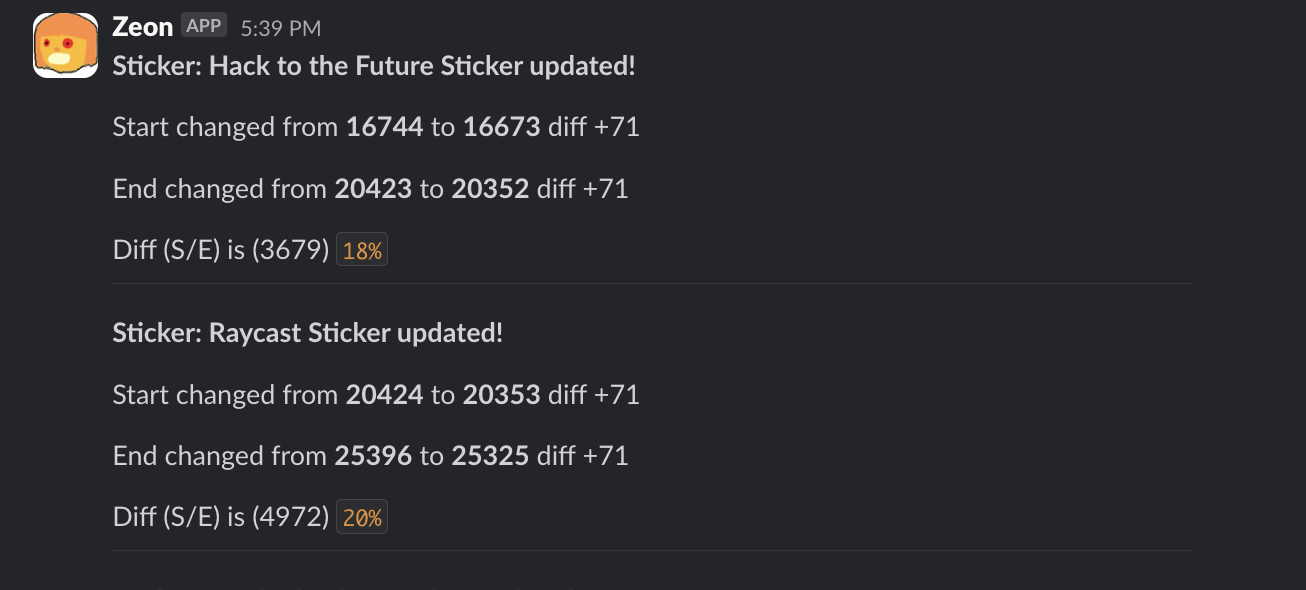 Zeon APP 5:39 PM
Sticker: Hack to the Future Sticker updated!
Start changed from 16744 to 16673 diff +71
End changed from 20423 to 20352 diff +71
Diff (S/E) is (3679) 18%
Sticker: Raycast Sticker updated!
Start changed from 20424 to 20353 diff +71
End changed from 25396 to 25325 diff +71
Diff (S/E) is (4972) 20%